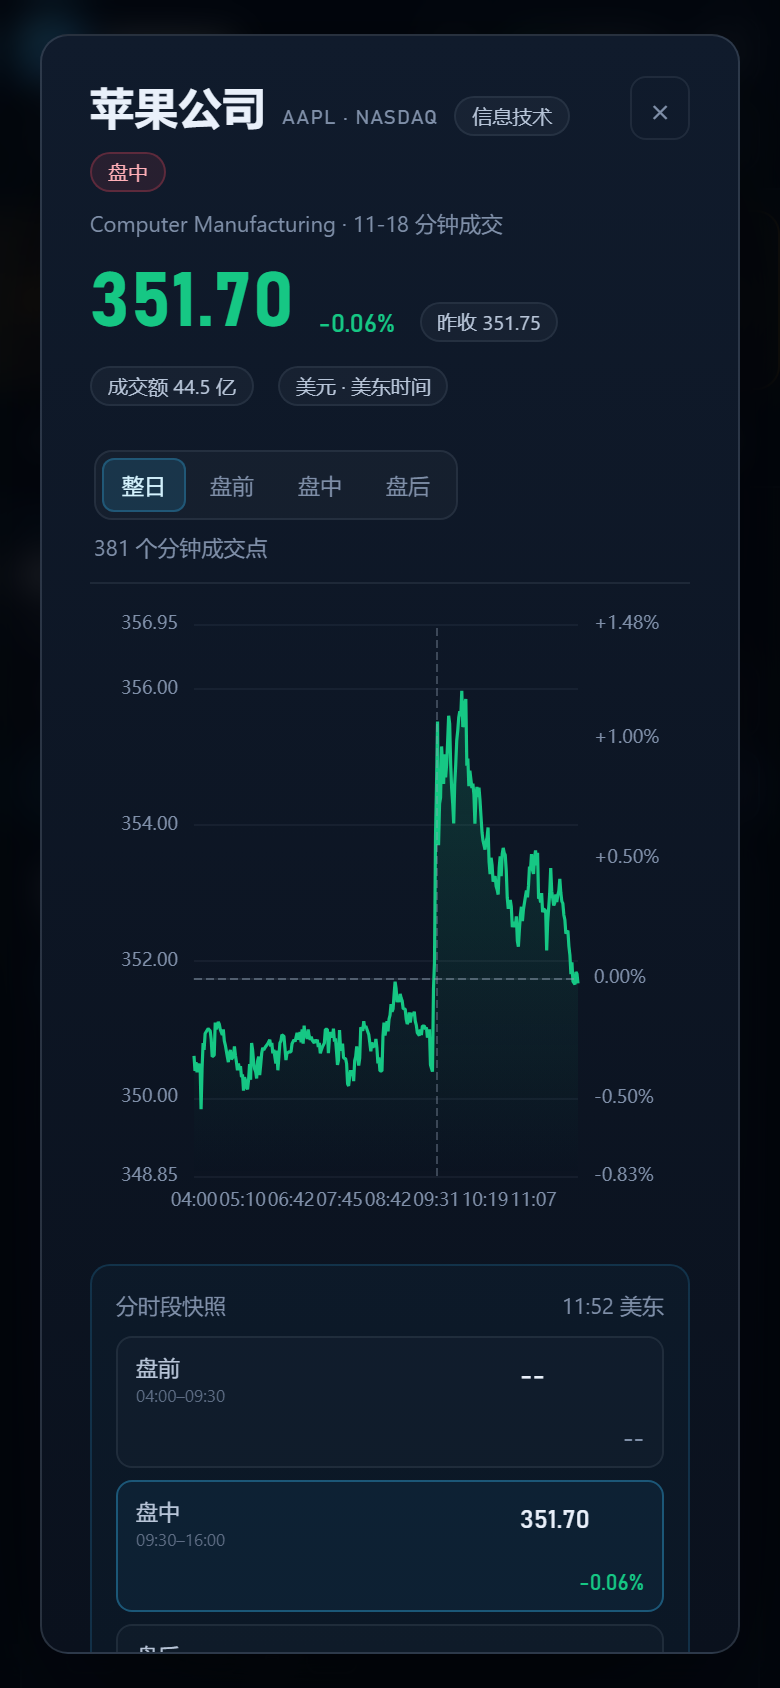 苹果公司 AAPL · NASDAQ 信息技术 ×
盘中
Computer Manufacturing · 11-18 分钟成交
351.70 -0.06% 昨收 351.75
成交额 44.5 亿 美元 · 美东时间
整日 盘前 盘中 盘后
381 个分钟成交点
356.95 +1.48%
356.00
+1.00%
354.00
+0.50%
352.00
0.00%
350.00 -0.50%
348.85 -0.83%
04:00 05:10 06:42 07:45 08:42 09:31 10:19 11:07
分时段快照 11:52 美东
盘前 --
04:00–09:30
--
盘中 351.70
09:30–16:00
-0.06%
盘后